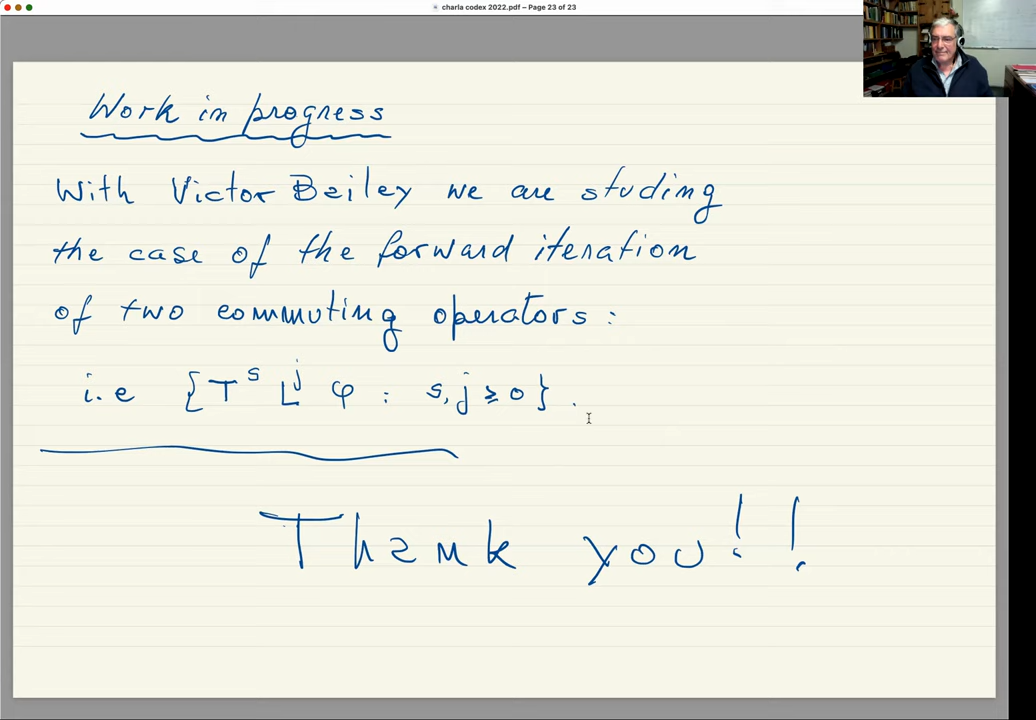 charla codex 2022.pdf – Page 23 of 23
Work in progress
With Victor Beiley we are studing
the case of the forward iteration
of two commuting operators :
i.e {T^s L^j φ : s, j ≥ 0} .
Thank you! !